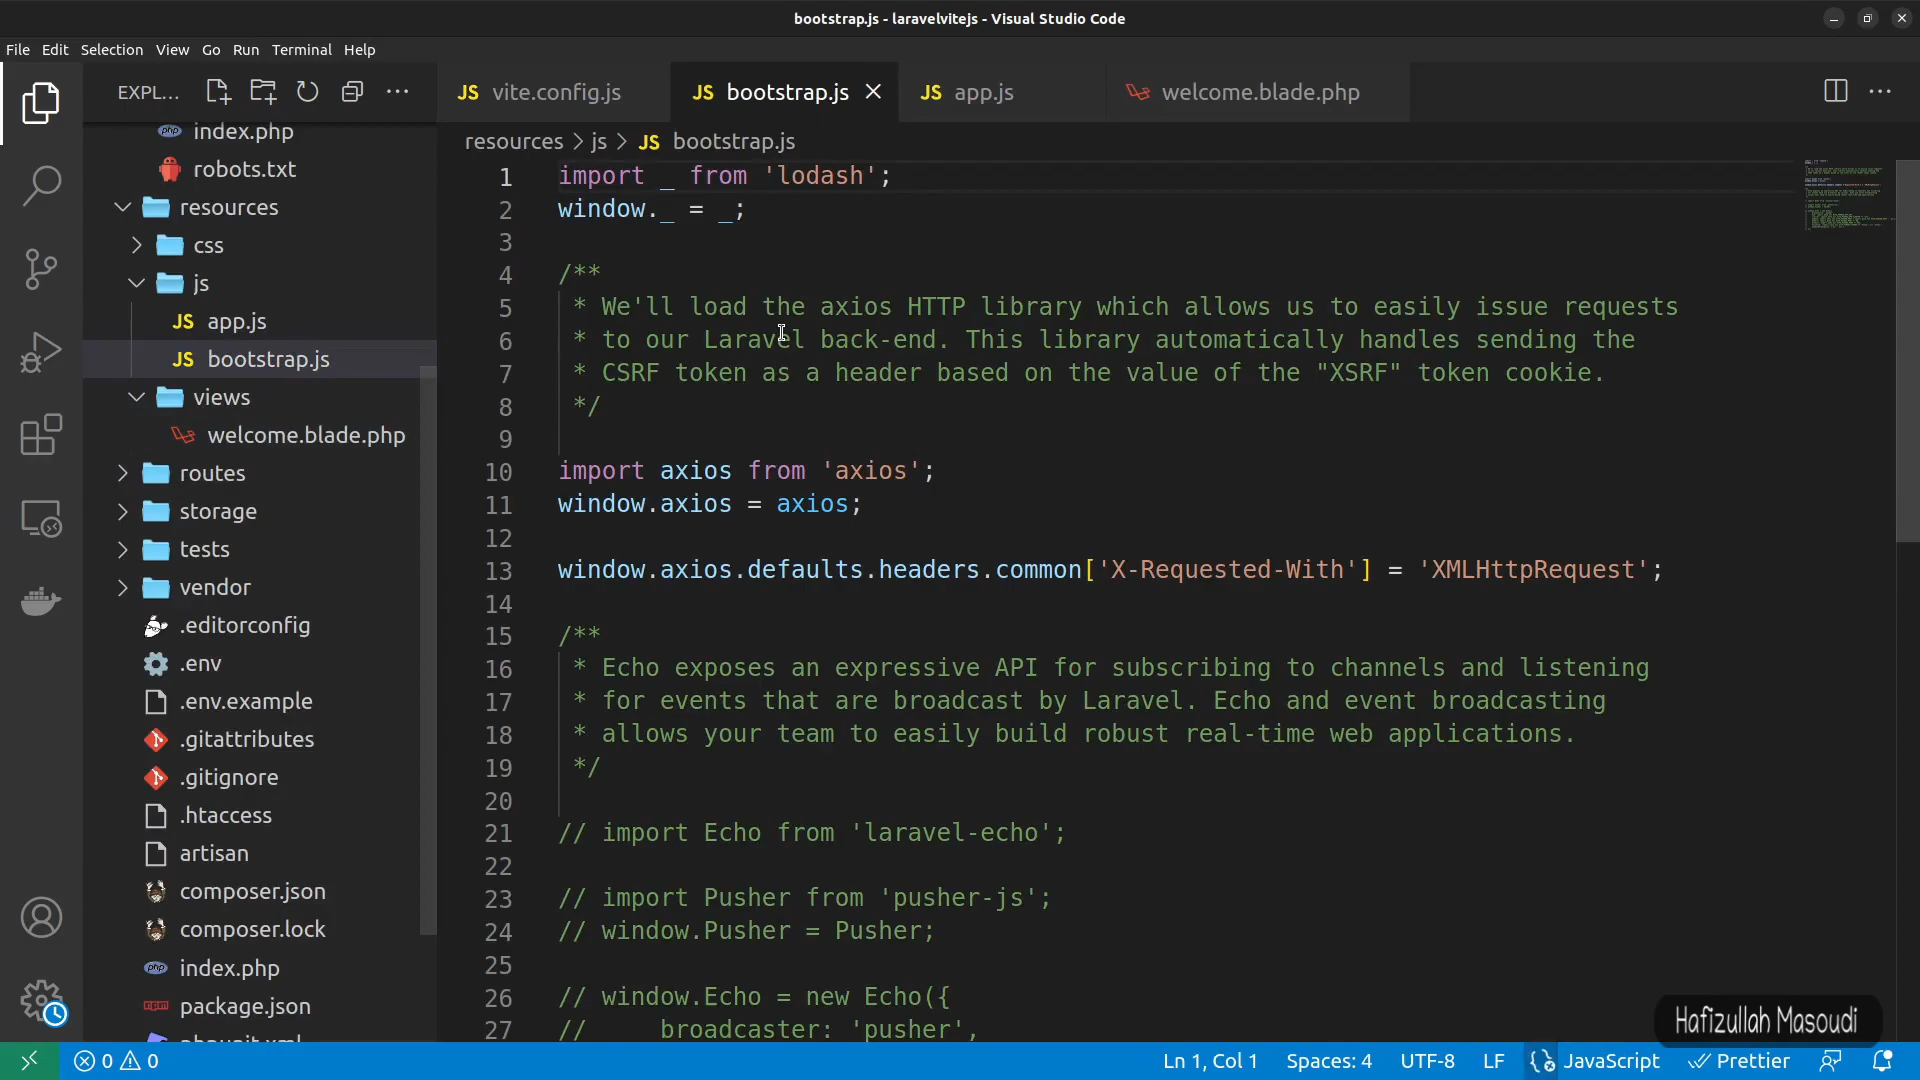 bootstrap.js - laravelvitejs - Visual Studio Code
File Edit Selection View Go Run Terminal Help
EXPL...
index.php
robots.txt
resources
css
js
JS app.js
JS bootstrap.js
views
welcome.blade.php
routes
storage
tests
vendor
.editorconfig
.env
.env.example
.gitattributes
.gitignore
.htaccess
artisan
composer.json
composer.lock
php index.php
package.json
JS vite.config.js JS bootstrap.js JS app.js welcome.blade.php
resources > js > JS bootstrap.js
1 import _ from 'lodash';
2 window._ = _;
3
4 /**
5 * We'll load the axios HTTP library which allows us to easily issue requests
6 * to our Laravel back-end. This library automatically handles sending the
7 * CSRF token as a header based on the value of the "XSRF" token cookie.
8 */
9
10 import axios from 'axios';
11 window.axios = axios;
12
13 window.axios.defaults.headers.common['X-Requested-With'] = 'XMLHttpRequest';
14
15 /**
16 * Echo exposes an expressive API for subscribing to channels and listening
17 * for events that are broadcast by Laravel. Echo and event broadcasting
18 * allows your team to easily build robust real-time web applications.
19 */
20
21 // import Echo from 'laravel-echo';
22
23 // import Pusher from 'pusher-js';
24 // window.Pusher = Pusher;
25
26 // window.Echo = new Echo({
27 //     broadcaster: 'pusher',
Hafizullah Masoudi
0 0 Ln 1, Col 1 Spaces: 4 UTF-8 LF JavaScript Prettier